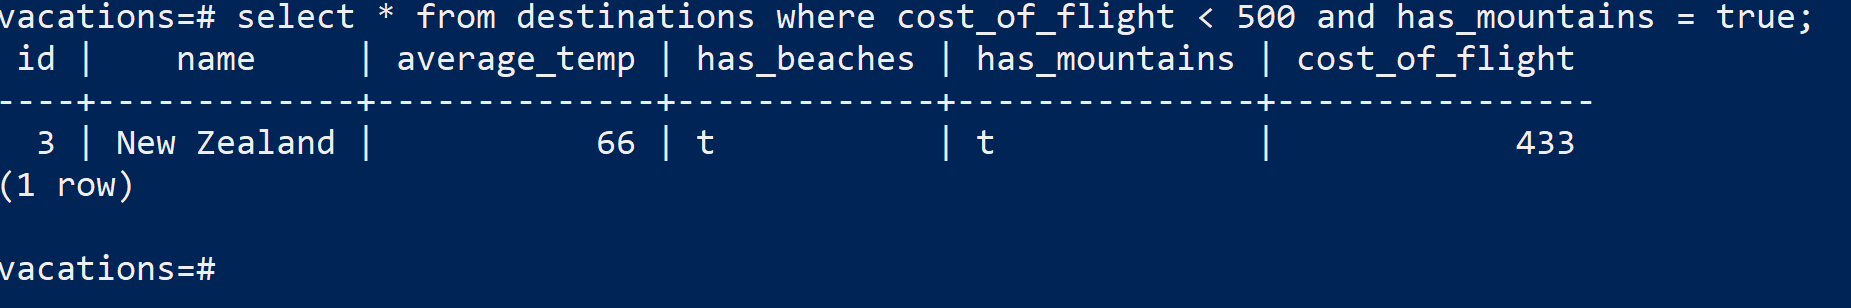 vacations=# select * from destinations where cost_of_flight < 500 and has_mountains = true;
 id |    name     | average_temp | has_beaches | has_mountains | cost_of_flight
----+-------------+--------------+-------------+---------------+----------------
  3 | New Zealand |           66 | t           | t             |            433
(1 row)

vacations=#